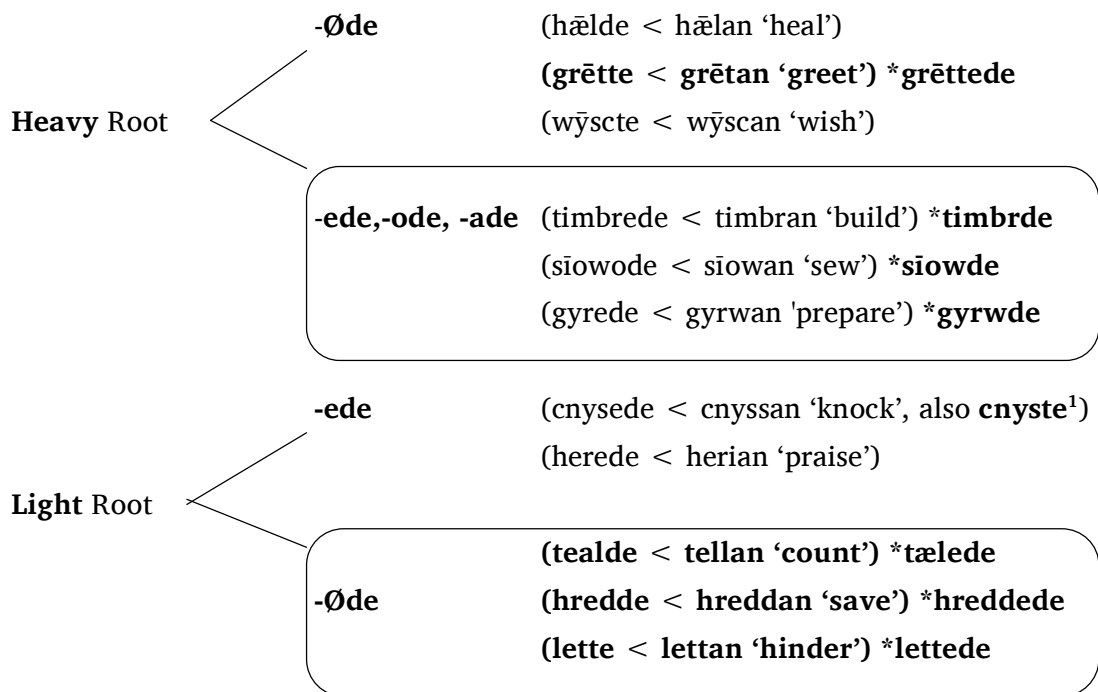 -Øde (hǣlde < hǣlan ‘heal’)
(grētte < grētan ‘greet’) *grēttede
Heavy Root (wȳscte < wȳscan ‘wish’)
-ede,-ode, -ade (timbrede < timbran ‘build’) *timbrde
(sīowode < sīowan ‘sew’) *sīowde
(gyrede < gyrwan 'prepare’) *gyrwde
-ede (cnysede < cnyssan ‘knock’, also cnyste¹)
(herede < herian ‘praise’)
Light Root
(tealde < tellan ‘count’) *tælede
-Øde (hredde < hreddan ‘save’) *hreddede
(lette < lettan ‘hinder’) *lettede